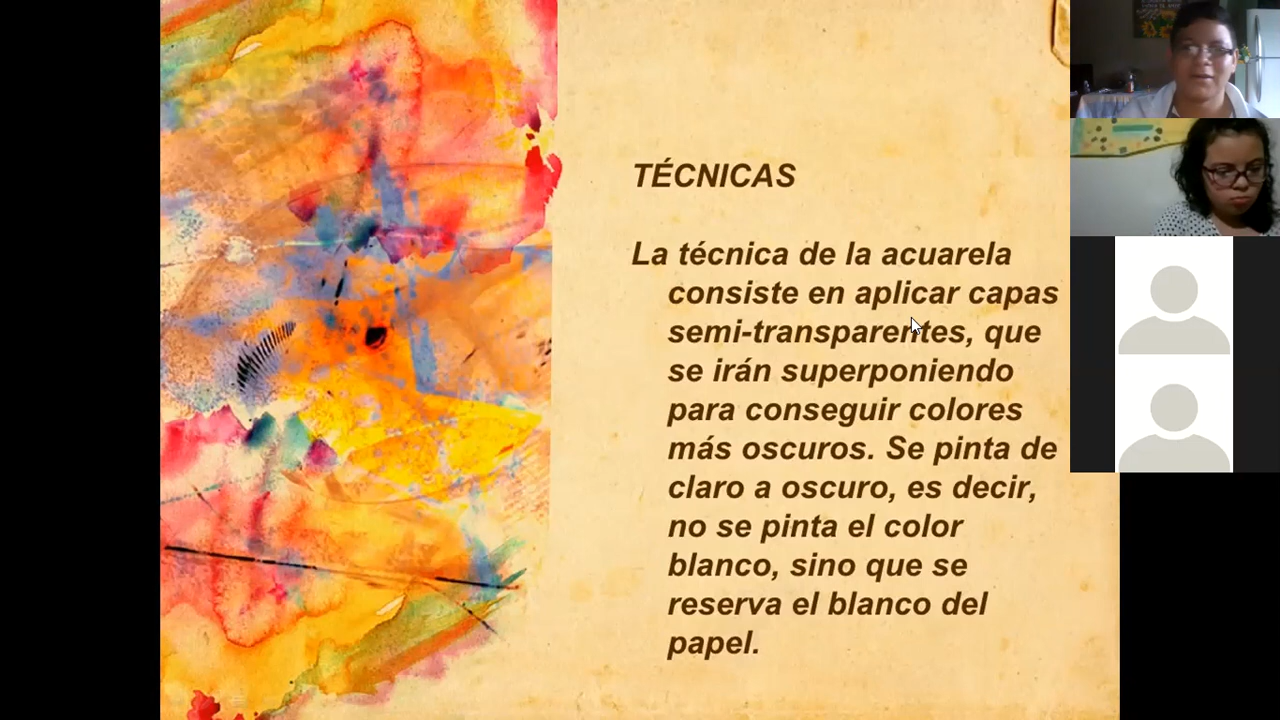 TÉCNICAS
La técnica de la acuarela
consiste en aplicar capas
semi-transparentes, que
se irán superponiendo
para conseguir colores
más oscuros. Se pinta de
claro a oscuro, es decir,
no se pinta el color
blanco, sino que se
reserva el blanco del
papel.